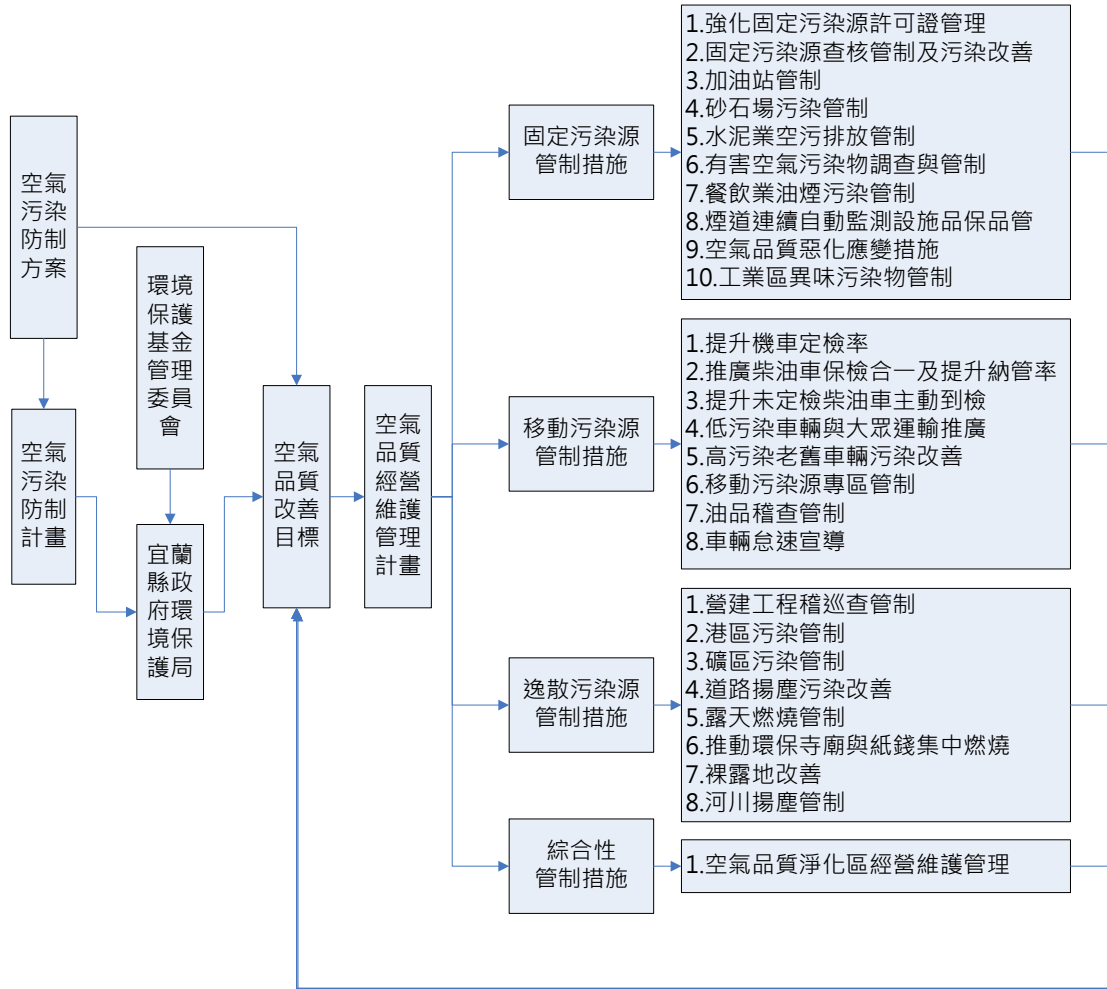 空氣
污染
防制
方案
空氣
污染
防制
計畫
環境
保護
基金
管理
委員
會
宜蘭
縣政
府環
境保
護局
空氣
品質
改善
目標
空氣
品質
經營
維護
管理
計畫
固定污染源
管制措施
1.強化固定污染源許可證管理
2.固定污染源查核管制及污染改善
3.加油站管制
4.砂石場污染管制
5.水泥業空污排放管制
6.有害空氣污染物調查與管制
7.餐飲業油煙污染管制
8.煙道連續自動監測設施品保品管
9.空氣品質惡化應變措施
10.工業區異味污染物管制
移動污染源
管制措施
1.提升機車定檢率
2.推廣柴油車保檢合一及提升納管率
3.提升未定檢柴油車主動到檢
4.低污染車輛與大眾運輸推廣
5.高污染老舊車輛污染改善
6.移動污染源專區管制
7.油品稽查管制
8.車輛怠速宣導
逸散污染源
管制措施
1.營建工程稽巡查管制
2.港區污染管制
3.礦區污染管制
4.道路揚塵污染改善
5.露天燃燒管制
6.推動環保寺廟與紙錢集中燃燒
7.裸露地改善
8.河川揚塵管制
綜合性
管制措施
1.空氣品質淨化區經營維護管理